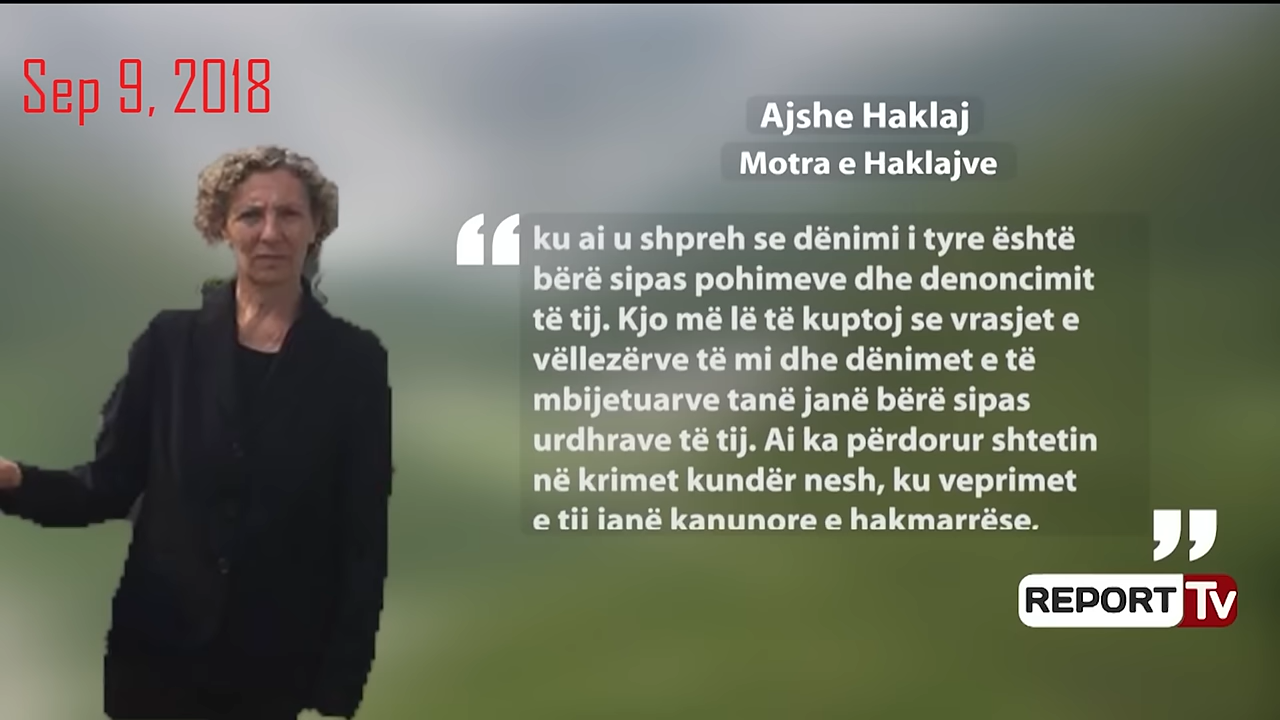 Sep 9, 2018
Ajshe Haklaj
Motra e Haklajve
“
ku ai u shpreh se dënimi i tyre është
bërë sipas pohimeve dhe denoncimit
të tij. Kjo më lë të kuptoj se vrasjet e
vëllezërve të mi dhe dënimet e të
mbijetuarve tanë janë bërë sipas
urdhrave të tij. Ai ka përdorur shtetin
në krimet kundër nesh, ku veprimet
e tij janë kanunore e hakmarrëse.
”
REPORT TV